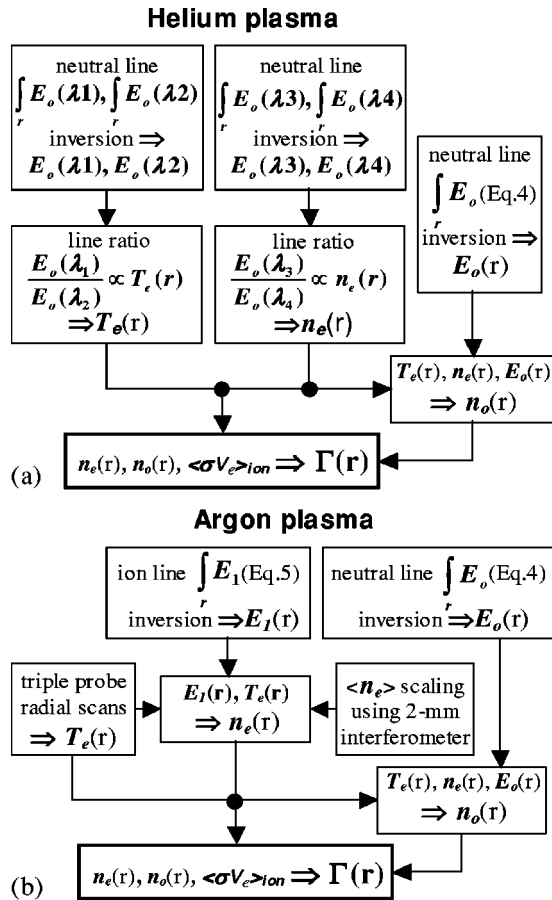 Helium plasma
neutral line
∫r Eo(λ1), ∫r Eo(λ2)
inversion ⇒
Eo(λ1), Eo(λ2)
neutral line
∫r Eo(λ3), ∫r Eo(λ4)
inversion ⇒
Eo(λ3), Eo(λ4)
neutral line
∫r Eo (Eq.4)
inversion ⇒
Eo(r)
line ratio
Eo(λ1)/Eo(λ2) ∝ Te(r)
⇒Te(r)
line ratio
Eo(λ3)/Eo(λ4) ∝ ne(r)
⇒ne(r)
Te(r), ne(r), Eo(r)
⇒ no(r)
ne(r), no(r), <σVe>ion ⇒ Γ(r)
(a)
Argon plasma
ion line ∫r E1(Eq.5)
inversion ⇒E1(r)
neutral line ∫r Eo(Eq.4)
inversion ⇒Eo(r)
triple probe
radial scans
⇒ Te(r)
E1(r), Te(r)
⇒ ne(r)
<ne> scaling
using 2-mm
interferometer
Te(r), ne(r), Eo(r)
⇒ no(r)
ne(r), no(r), <σVe>ion ⇒ Γ(r)
(b)